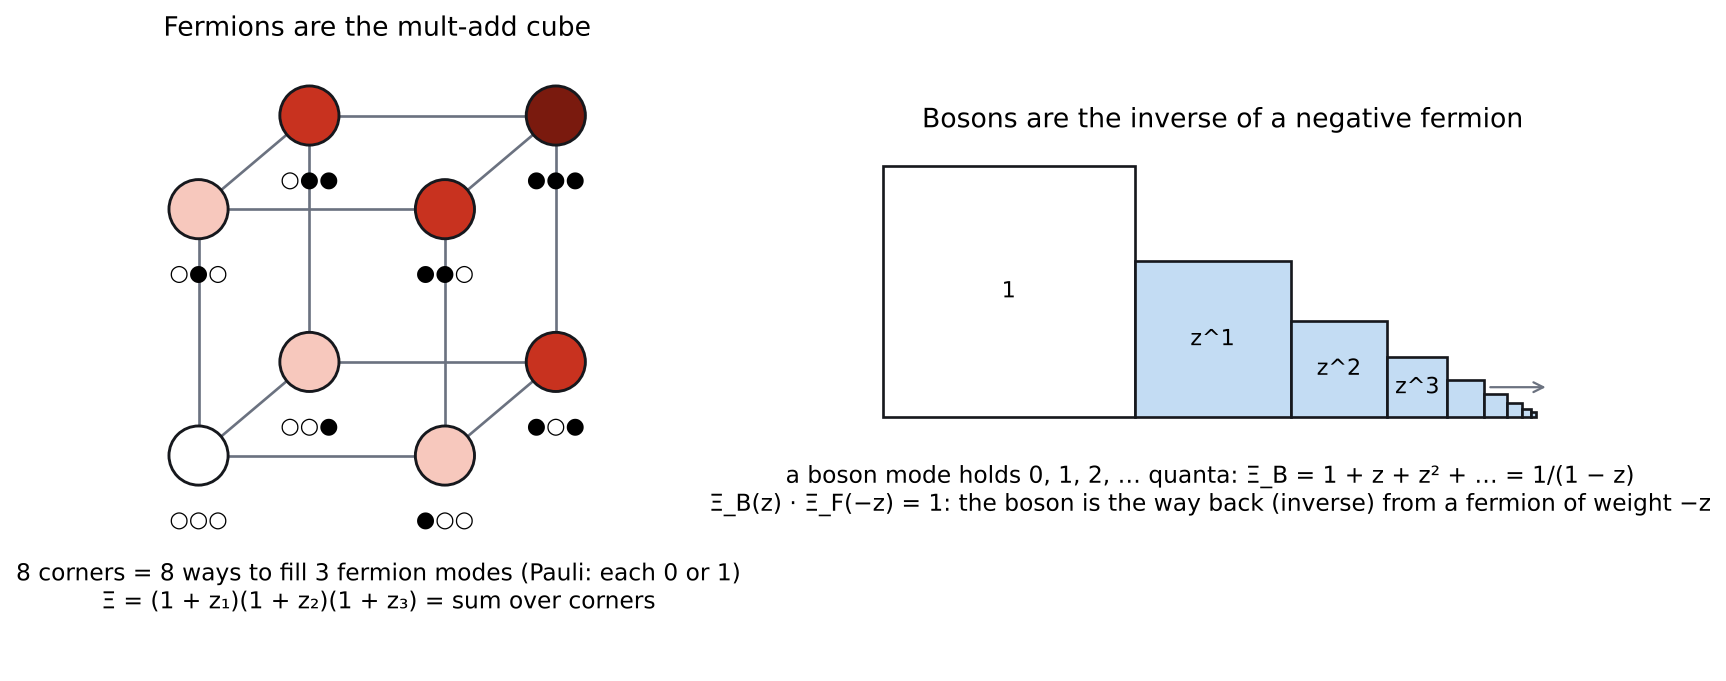 Fermions are the mult-add cube
8 corners = 8 ways to fill 3 fermion modes (Pauli: each 0 or 1)
Ξ = (1 + z₁)(1 + z₂)(1 + z₃) = sum over corners
Bosons are the inverse of a negative fermion
1
z^1
z^2
z^3
a boson mode holds 0, 1, 2, … quanta: Ξ_B = 1 + z + z² + … = 1/(1 − z)
Ξ_B(z) · Ξ_F(−z) = 1: the boson is the way back (inverse) from a fermion of weight −z